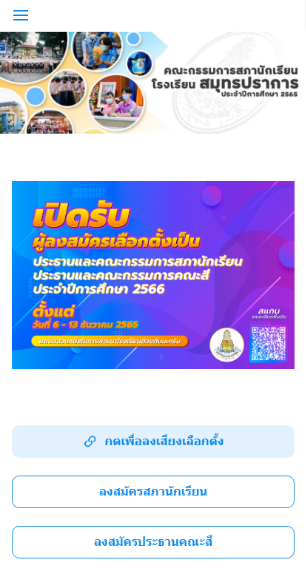 คณะกรรมการสภานักเรียน
โรงเรียน สมุทรปราการ
ประจำปีการศึกษา 2565
เปิดรับ
ผู้ลงสมัครเลือกตั้งเป็น
ประธานและคณะกรรมการสภานักเรียน
ประธานและคณะกรรมการคณะสี
ประจำปีการศึกษา 2566
ตั้งแต่
วันที่ 6 - 13 ธันวาคม 2565
สแกน
กดเพื่อลงเสียงเลือกตั้ง
ลงสมัครสภานักเรียน
ลงสมัครประธานคณะสี